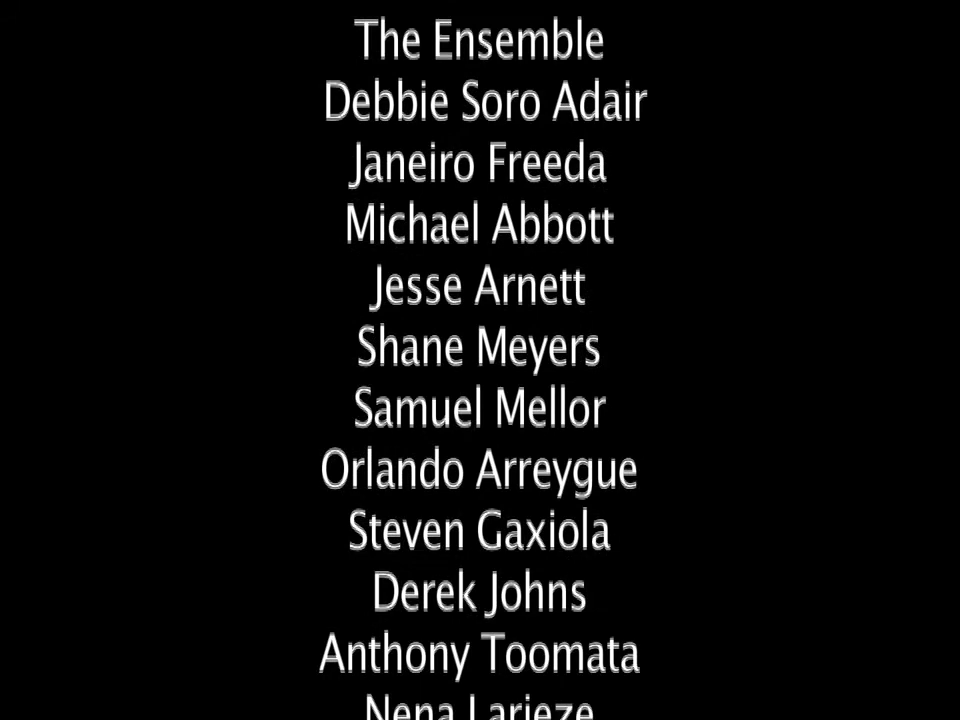 The Ensemble
Debbie Soro Adair
Janeiro Freeda
Michael Abbott
Jesse Arnett
Shane Meyers
Samuel Mellor
Orlando Arreygue
Steven Gaxiola
Derek Johns
Anthony Toomata
Nena